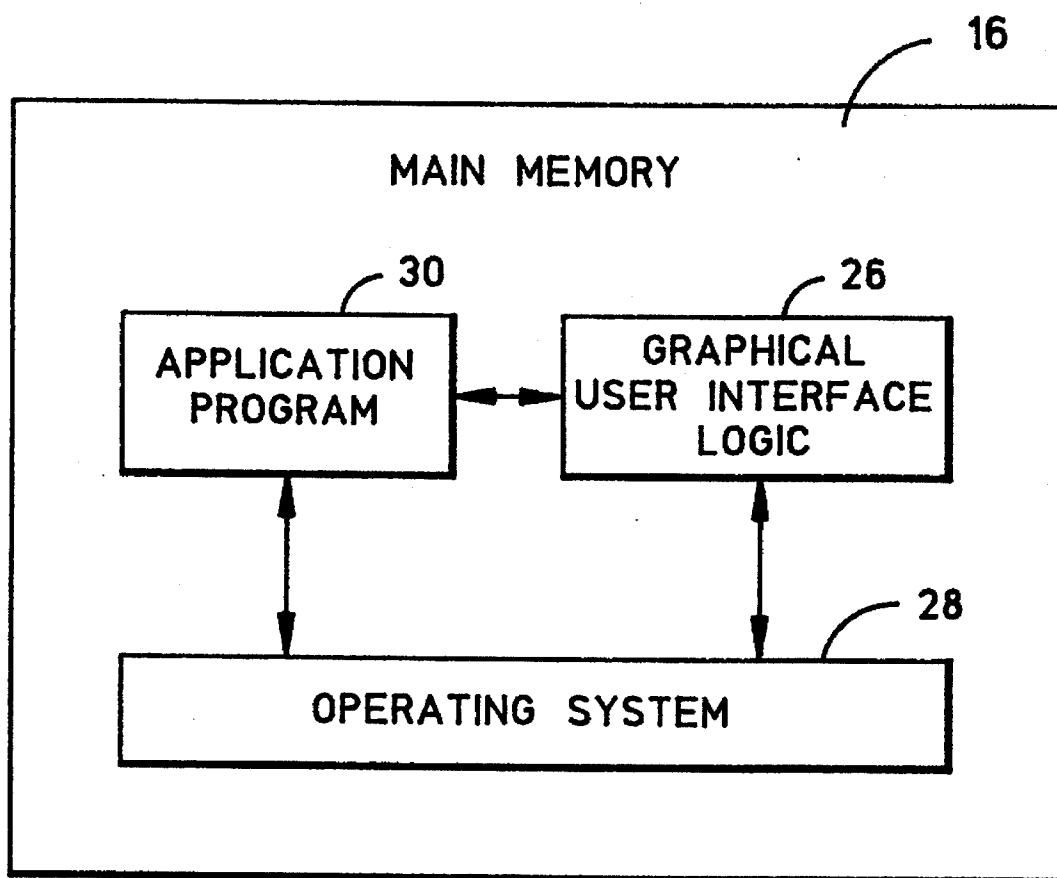 16
MAIN MEMORY
30
26
APPLICATION
PROGRAM
GRAPHICAL
USER INTERFACE
LOGIC
28
OPERATING SYSTEM